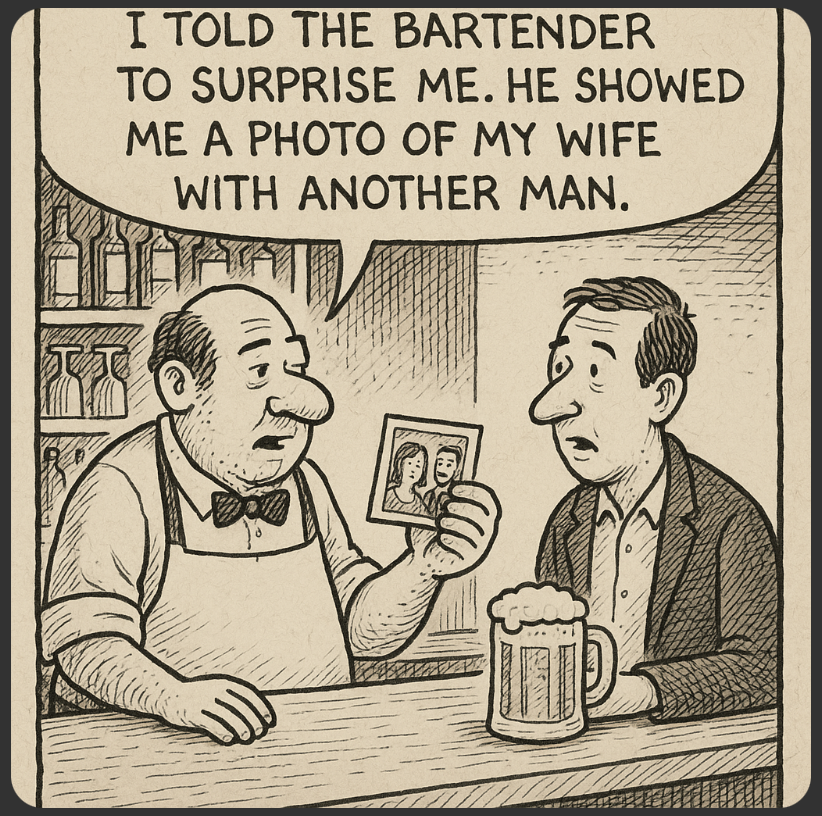 I TOLD THE BARTENDER
TO SURPRISE ME. HE SHOWED
ME A PHOTO OF MY WIFE
WITH ANOTHER MAN.